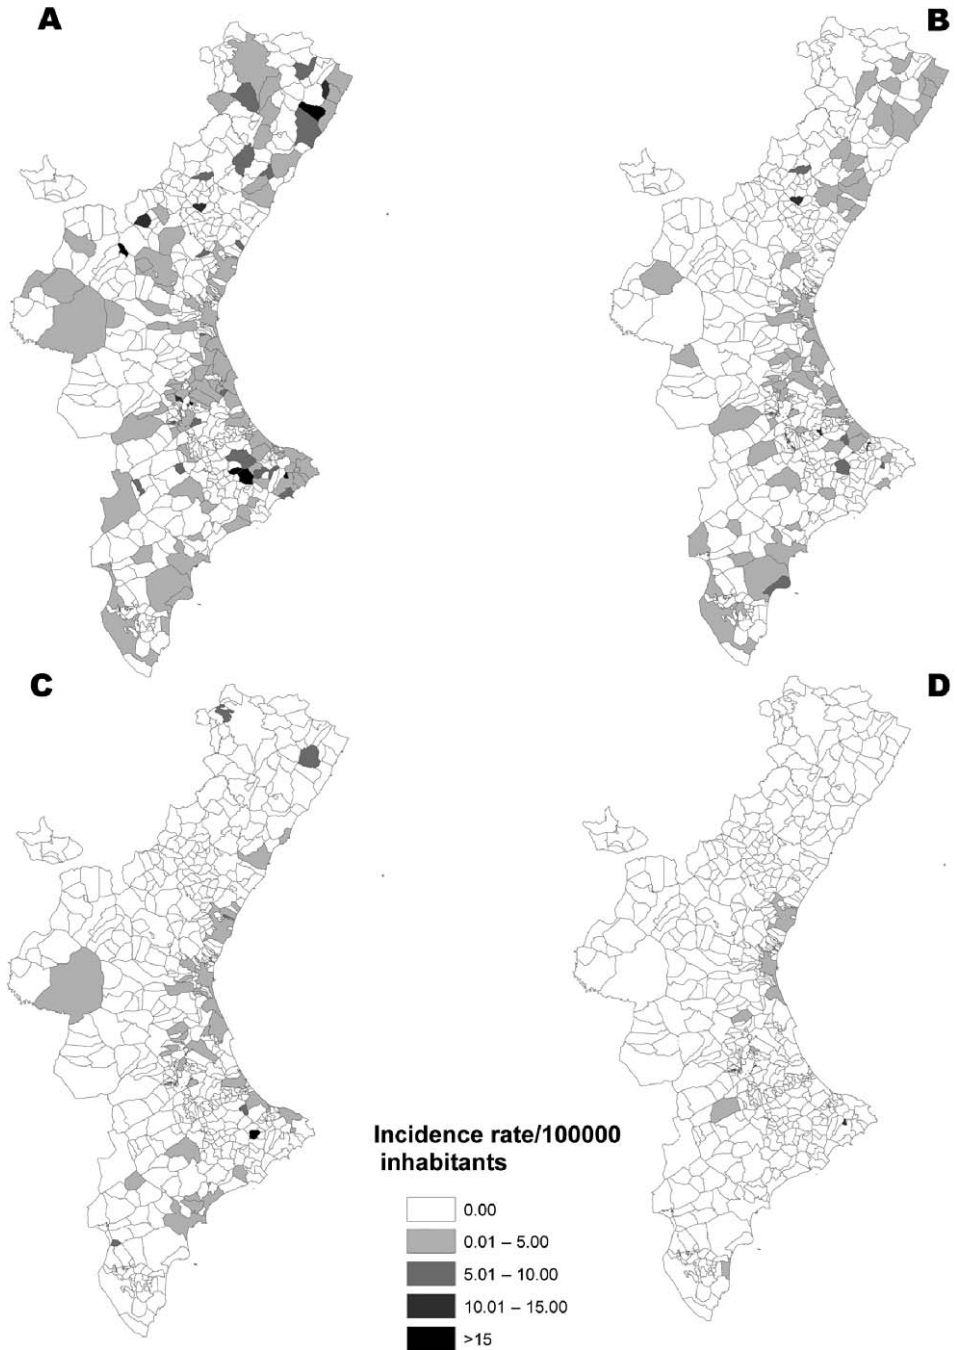 A
B
C
D
Incidence rate/100000
inhabitants
0.00
0.01 – 5.00
5.01 – 10.00
10.01 – 15.00
>15